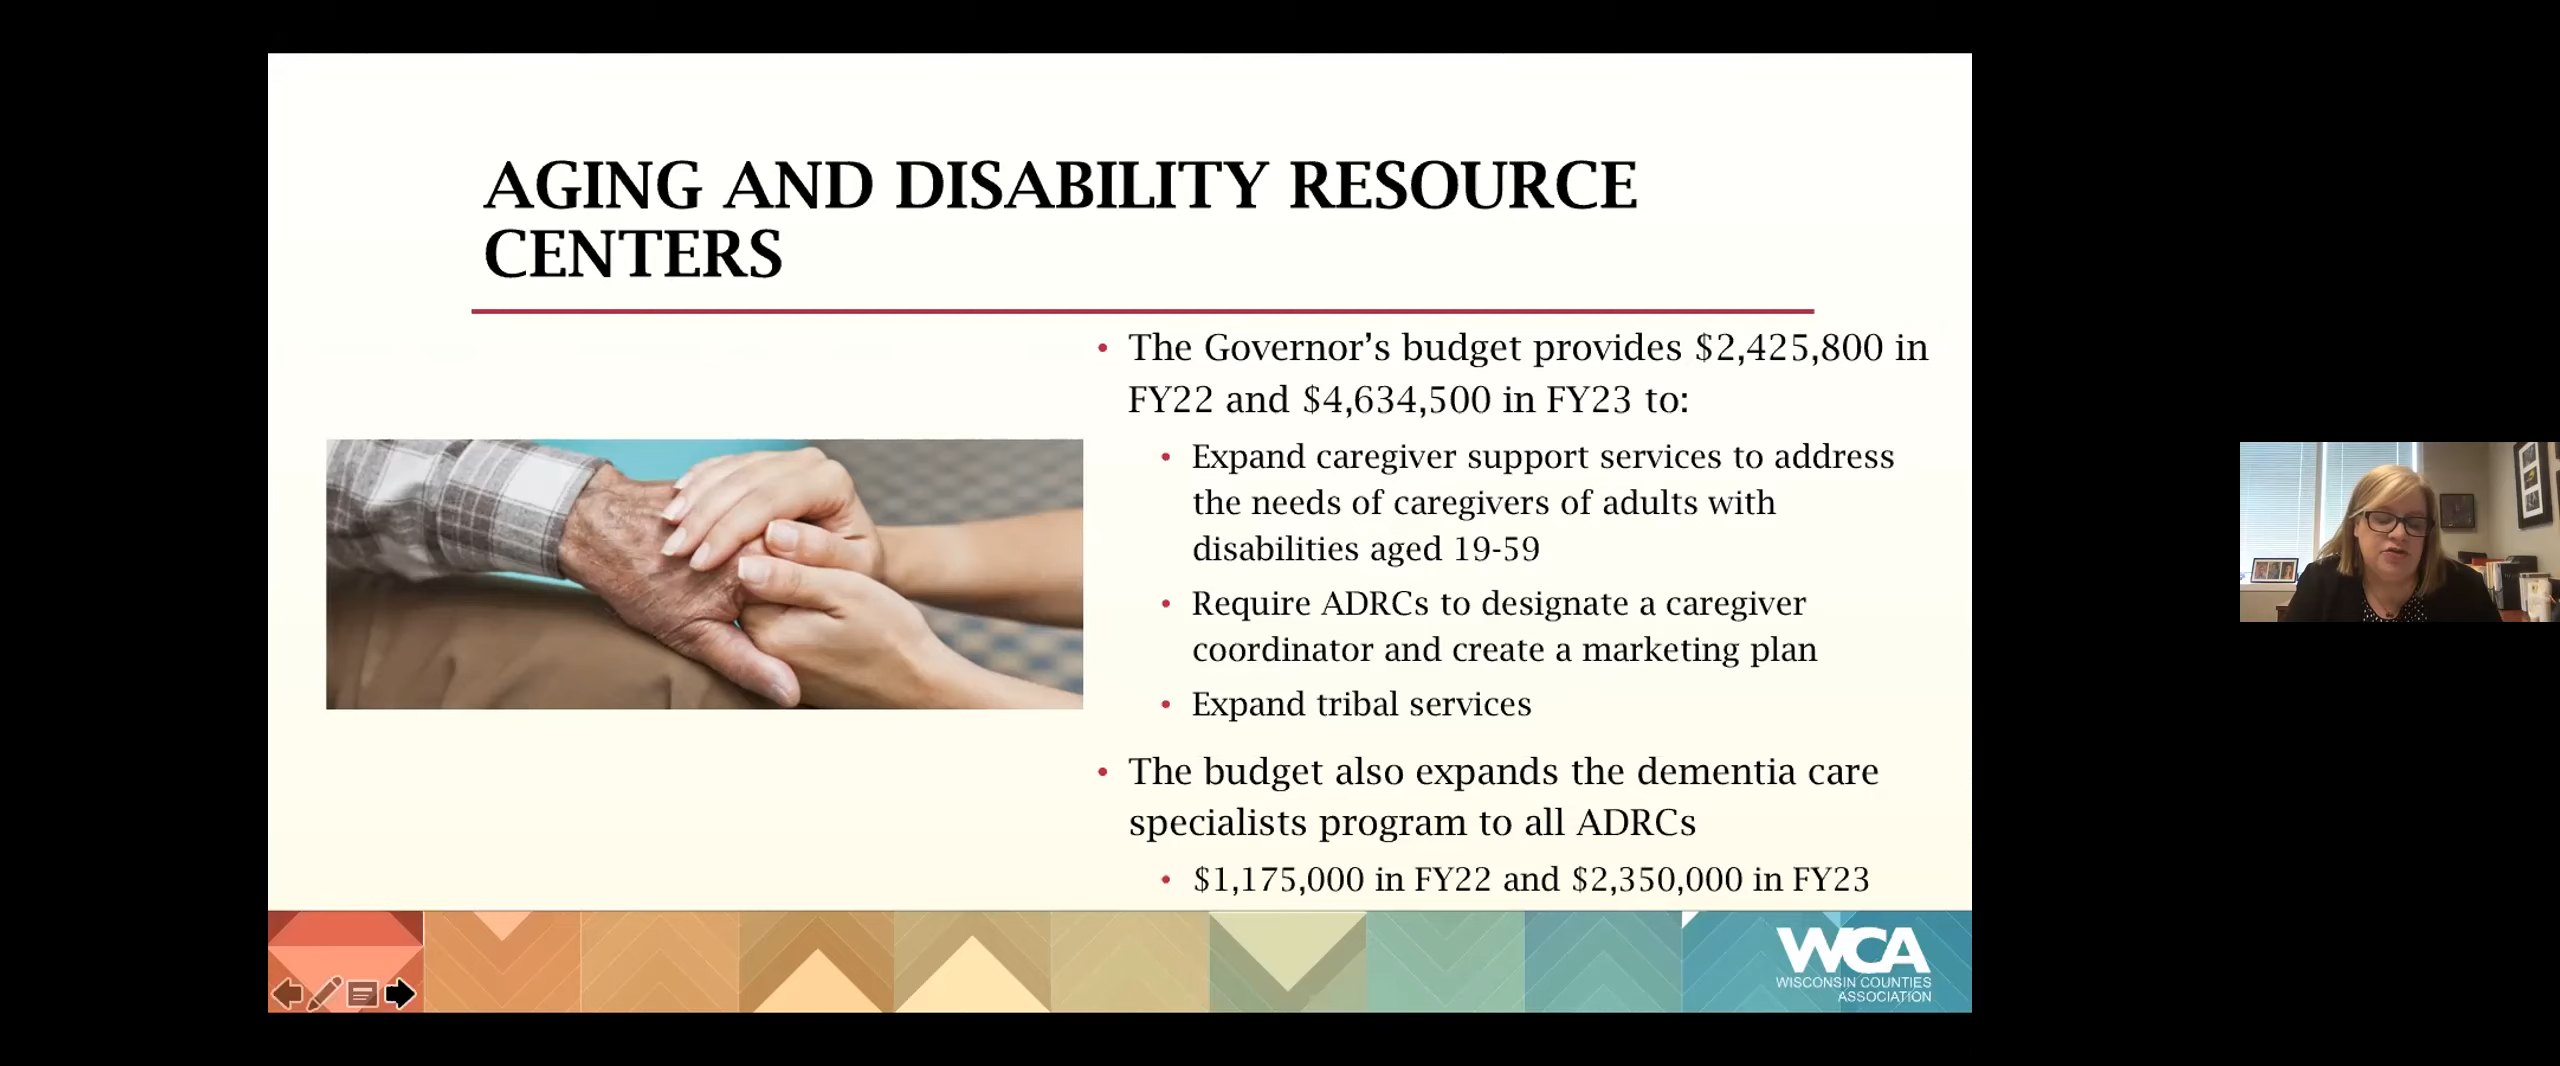 AGING AND DISABILITY RESOURCE
CENTERS
• The Governor's budget provides $2,425,800 in
FY22 and $4,634,500 in FY23 to:
• Expand caregiver support services to address
the needs of caregivers of adults with
disabilities aged 19-59
• Require ADRCs to designate a caregiver
coordinator and create a marketing plan
• Expand tribal services
• The budget also expands the dementia care
specialists program to all ADRCs
• $1,175,000 in FY22 and $2,350,000 in FY23
WCA
WISCONSIN COUNTIES
ASSOCIATION